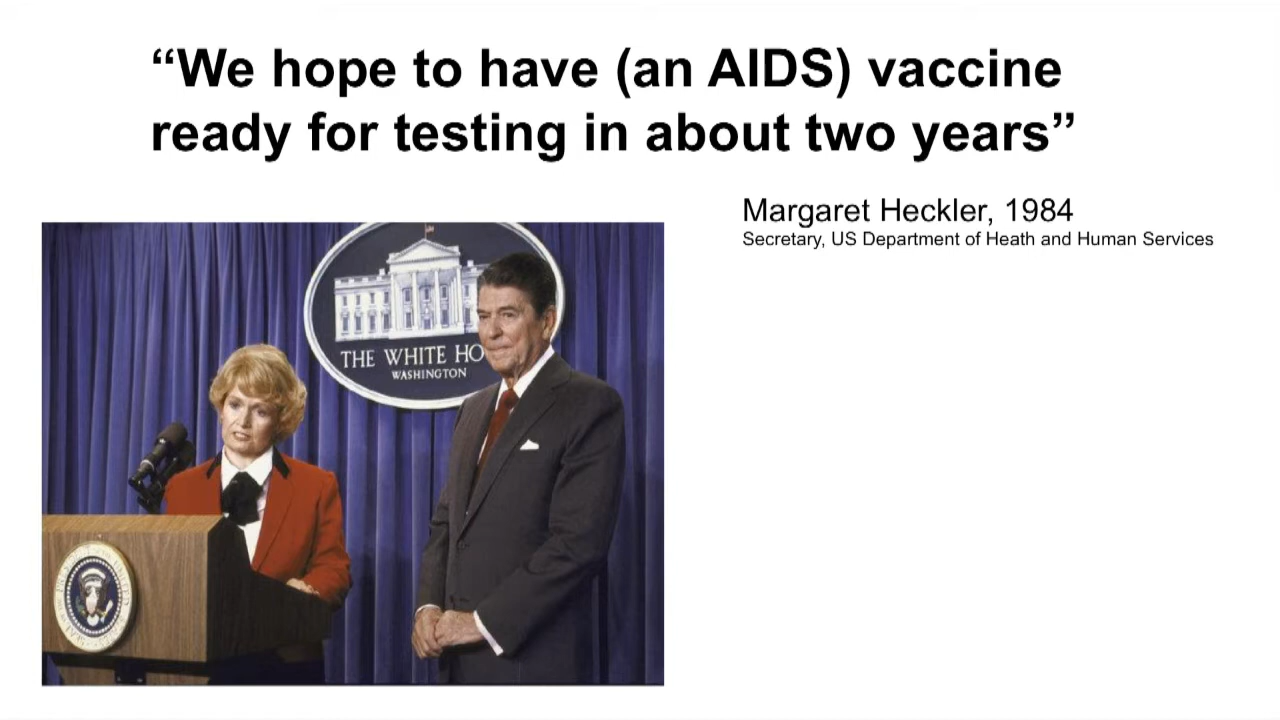 “We hope to have (an AIDS) vaccine
ready for testing in about two years”
Margaret Heckler, 1984
Secretary, US Department of Heath and Human Services
THE WHITE HO
WASHINGTON